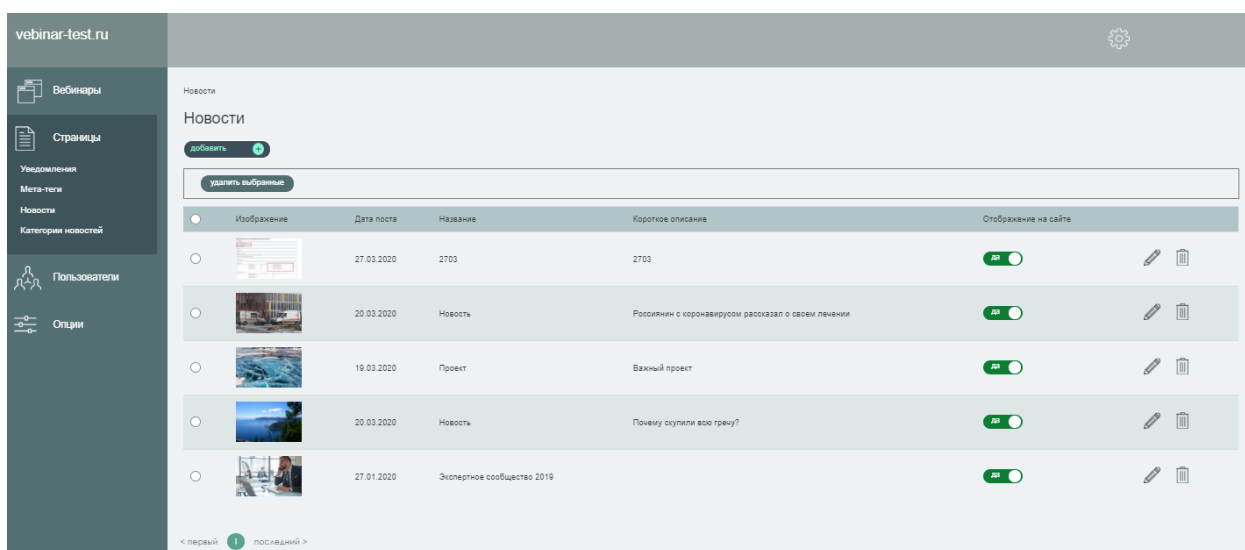 vebinar-test.ru
Вебинары
Страницы
Уведомления
Мета-теги
Новости
Категории новостей
Пользователи
Опции
Новости
Новости
добавить
удалить выбранные
Изображение Дата поста Название Короткое описание Отображение на сайте
27.03.2020 2703 2703 да
20.03.2020 Новость Россиянин с коронавирусом рассказал о своем лечении да
19.03.2020 Проект Важный проект да
20.03.2020 Новость Почему скупили всю гречу? да
27.01.2020 Экспертное сообщество 2019 да
< первый 1 последний >